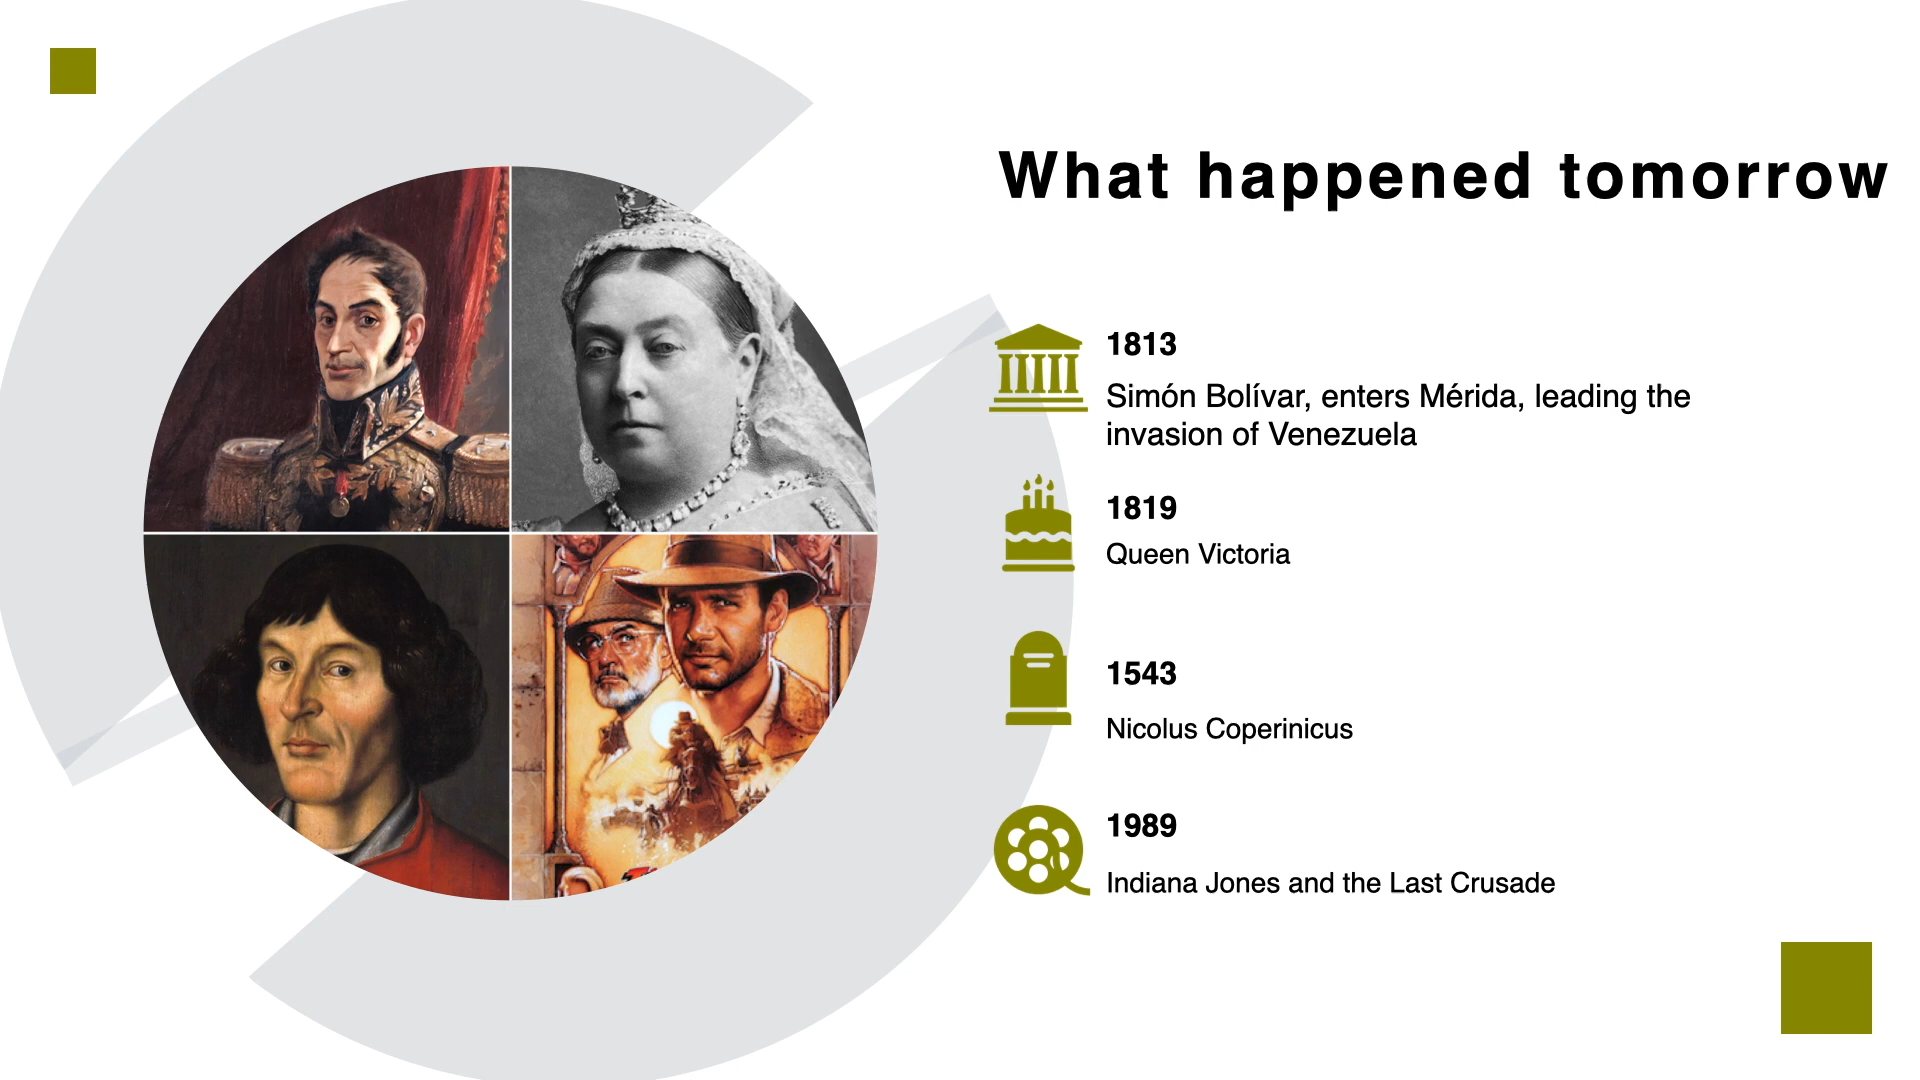 What happened tomorrow
1813
Simón Bolívar, enters Mérida, leading the
invasion of Venezuela
1819
Queen Victoria
1543
Nicolus Coperinicus
1989
Indiana Jones and the Last Crusade